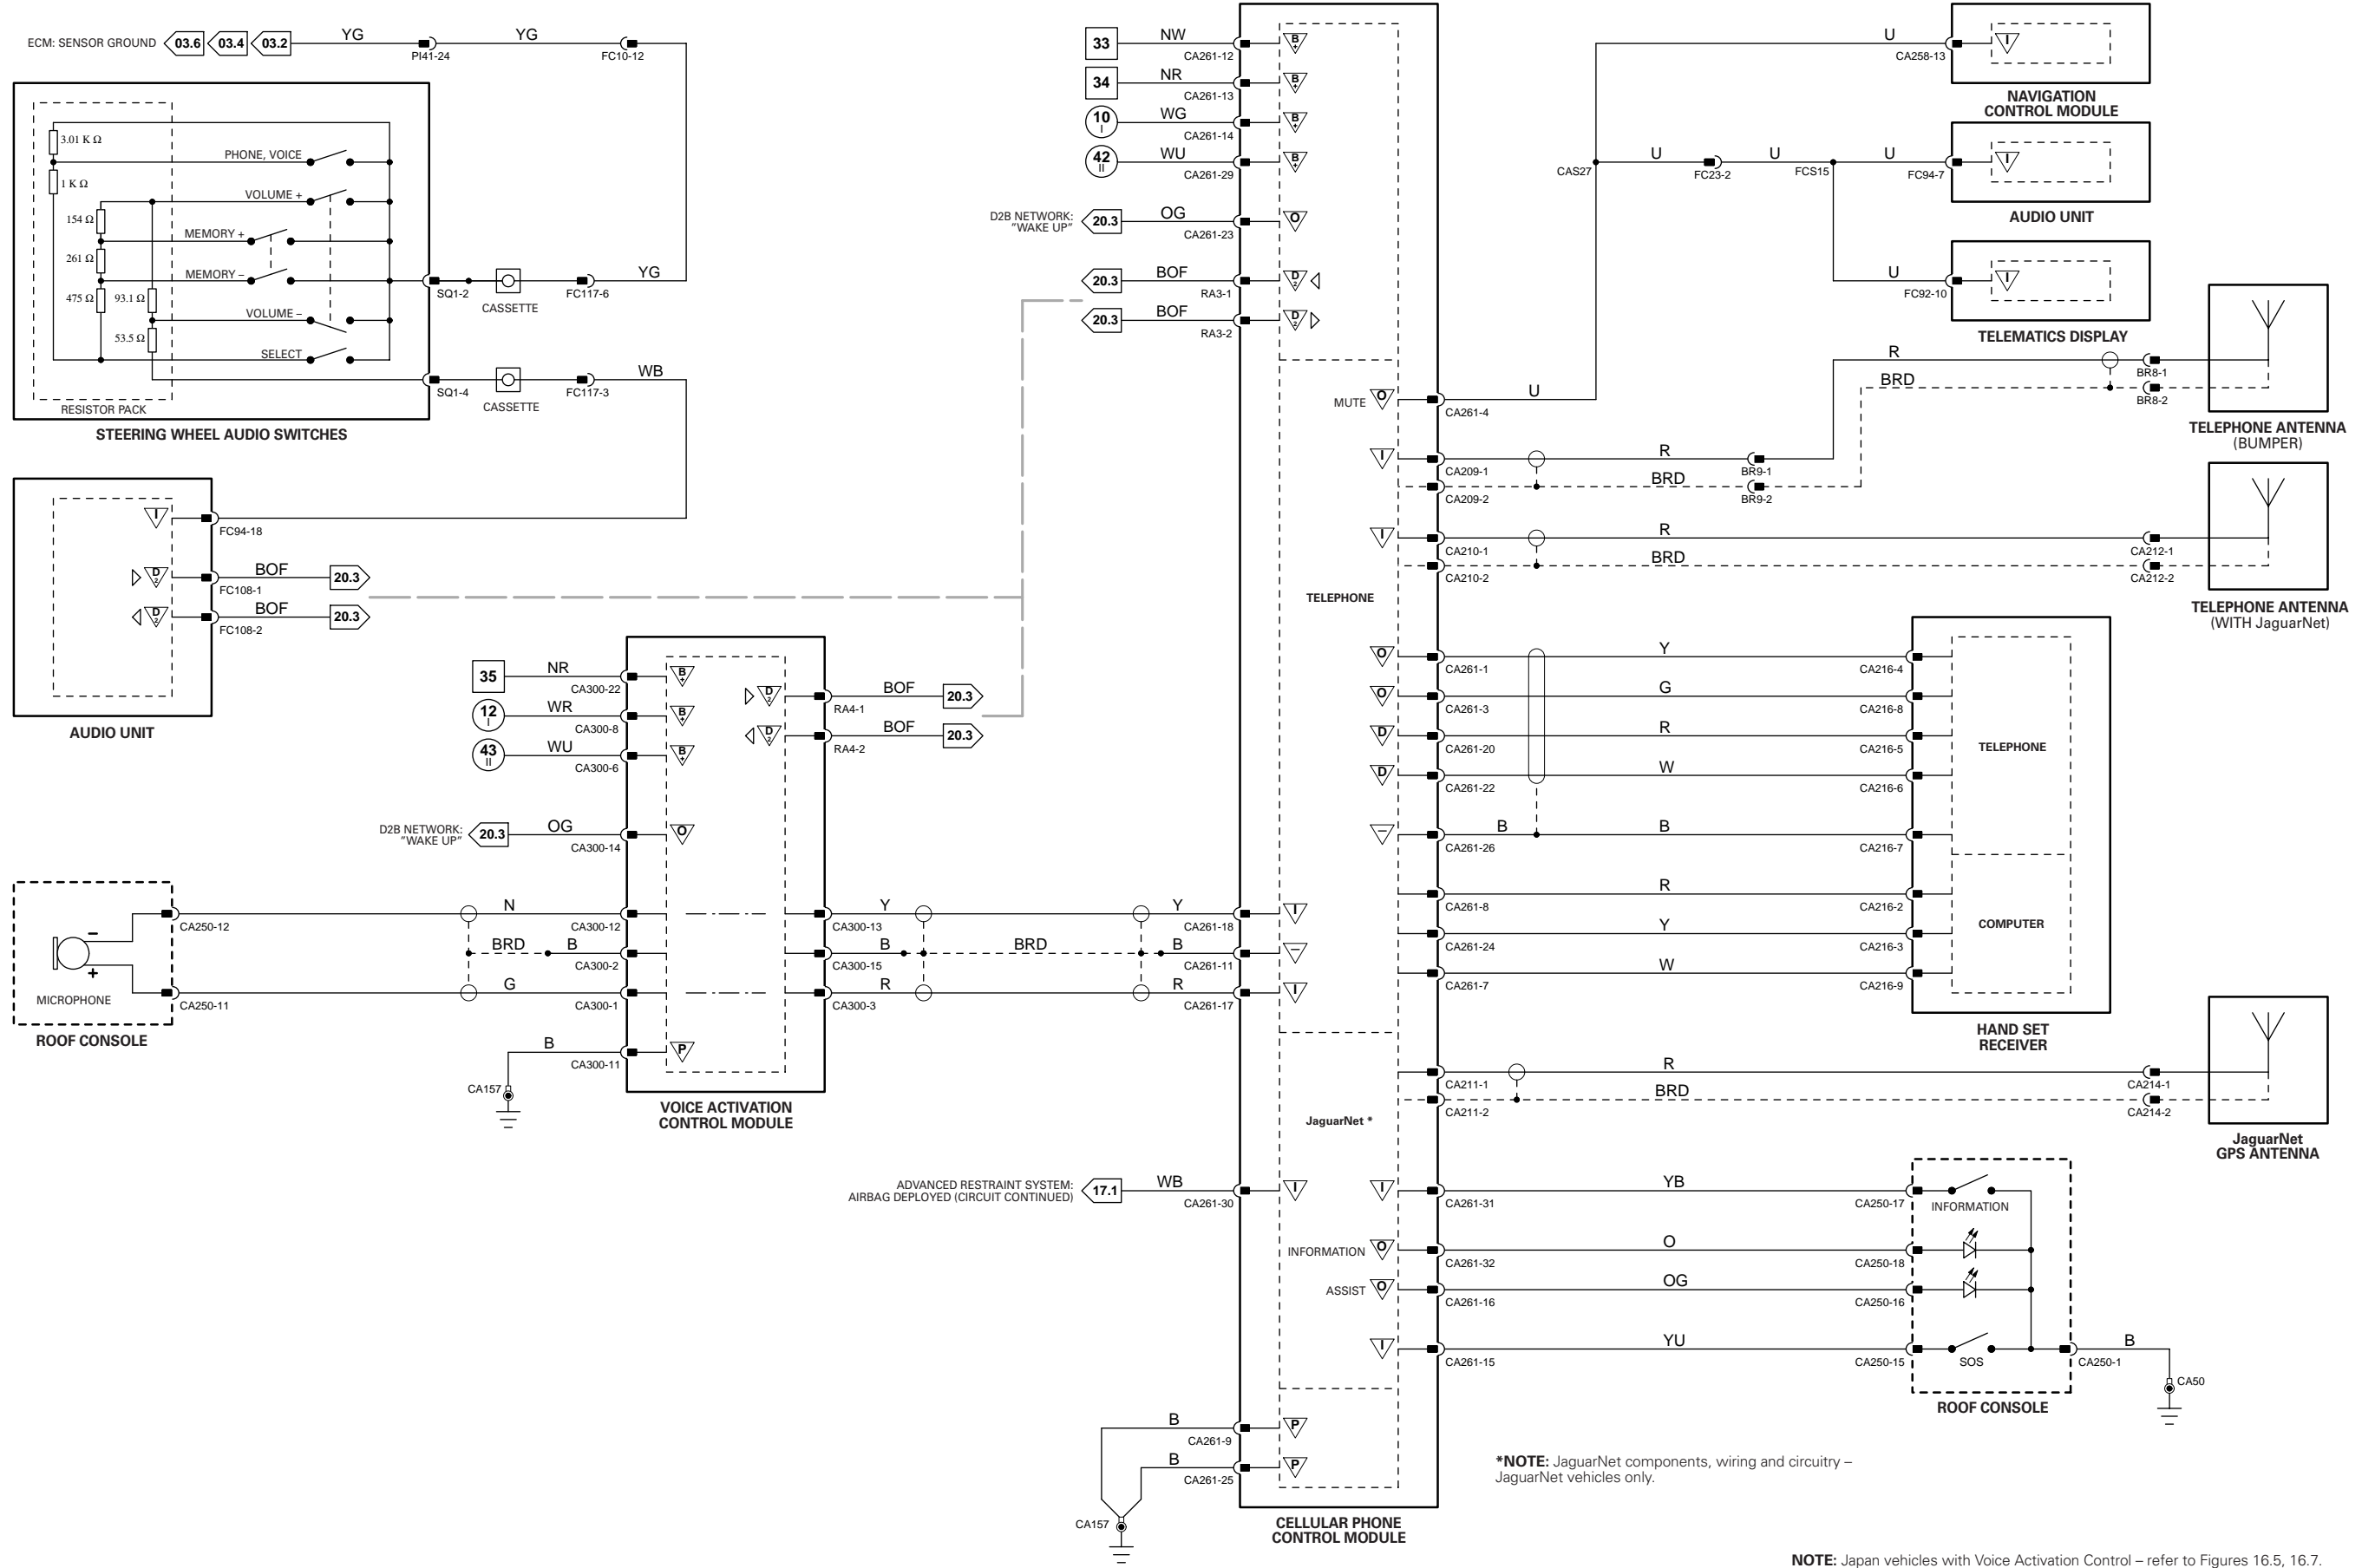 ECM: SENSOR GROUND
03.6
03.4
03.2
YG
PI41-24
YG
FC10-12
3.01 K Ω
1 K Ω
154 Ω
261 Ω
475 Ω
93.1 Ω
53.5 Ω
PHONE, VOICE
VOLUME +
MEMORY +
MEMORY –
VOLUME –
SELECT
RESISTOR PACK
STEERING WHEEL AUDIO SWITCHES
SQ1-2
CASSETTE
FC117-6
YG
SQ1-4
CASSETTE
FC117-3
WB
I
FC94-18
D
2
BOF
20.3
FC108-1
D
2
BOF
20.3
FC108-2
AUDIO UNIT
35
NR
CA300-22
B
+
12
I
WR
CA300-8
B
+
43
II
WU
CA300-6
B
+
D2B NETWORK:
"WAKE UP"
20.3
OG
CA300-14
O
D
2
RA4-1
BOF
20.3
D
2
RA4-2
BOF
20.3
–
+
MICROPHONE
ROOF CONSOLE
CA250-12
N
CA300-12
BRD
B
CA300-2
CA250-11
G
CA300-1
B
CA300-11
P
CA157
VOICE ACTIVATION
CONTROL MODULE
CA300-13
Y
Y
CA261-18
I
CA300-15
B
BRD
B
CA261-11
–
CA300-3
R
R
CA261-17
I
33
NW
CA261-12
B
+
34
NR
CA261-13
B
+
10
I
WG
CA261-14
B
+
42
II
WU
CA261-29
B
+
D2B NETWORK:
"WAKE UP"
20.3
OG
CA261-23
O
20.3
BOF
RA3-1
D
2
20.3
BOF
RA3-2
D
2
MUTE
O
CA261-4
U
I
CA209-1
R
BR9-1
CA209-2
BRD
BR9-2
I
CA210-1
R
CA212-1
CA210-2
BRD
CA212-2
TELEPHONE
O
CA261-1
Y
CA216-4
O
CA261-3
G
CA216-8
D
CA261-20
R
CA216-5
D
CA261-22
W
CA216-6
–
CA261-26
B
B
CA216-7
CA261-8
R
CA216-2
CA261-24
Y
CA216-3
CA261-7
W
CA216-9
TELEPHONE
COMPUTER
HAND SET
RECEIVER
U
CA258-13
I
NAVIGATION
CONTROL MODULE
CAS27
U
FC23-2
U
FCS15
U
FC94-7
I
AUDIO UNIT
U
FC92-10
I
TELEMATICS DISPLAY
R
BR8-1
BRD
BR8-2
TELEPHONE ANTENNA
(BUMPER)
TELEPHONE ANTENNA
(WITH JaguarNet)
JaguarNet *
CA211-1
R
CA214-1
CA211-2
BRD
CA214-2
JaguarNet
GPS ANTENNA
ADVANCED RESTRAINT SYSTEM:
AIRBAG DEPLOYED (CIRCUIT CONTINUED)
17.1
WB
CA261-30
I
I
CA261-31
YB
CA250-17
INFORMATION
INFORMATION
O
CA261-32
O
CA250-18
ASSIST
O
CA261-16
OG
CA250-16
I
CA261-15
YU
CA250-15
SOS
CA250-1
B
CA50
ROOF CONSOLE
B
CA261-9
P
B
CA261-25
P
CA157
CELLULAR PHONE
CONTROL MODULE
*NOTE: JaguarNet components, wiring and circuitry –
JaguarNet vehicles only.
NOTE: Japan vehicles with Voice Activation Control – refer to Figures 16.5, 16.7.